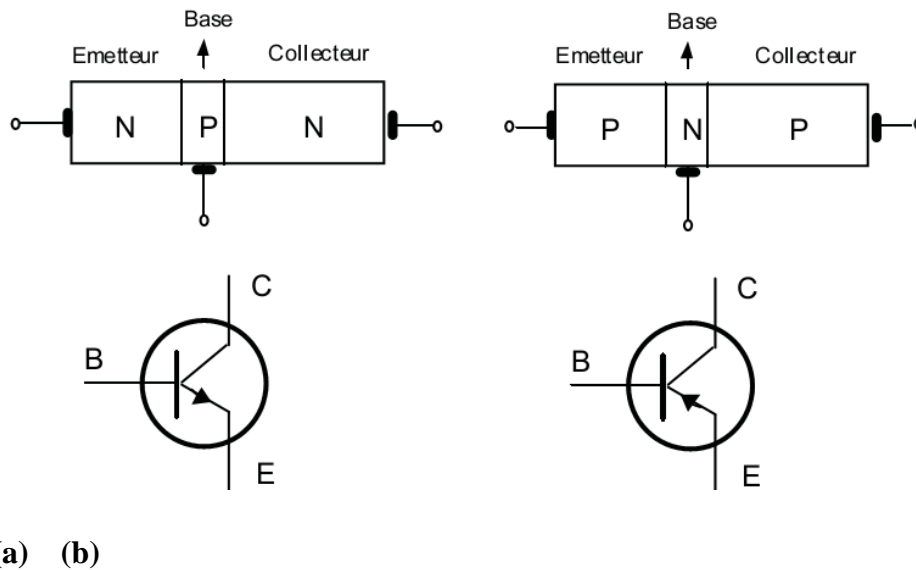 Base Base
Emetteur Collecteur Emetteur Collecteur
N P N P N P
C C
B B
E E
a) (b)